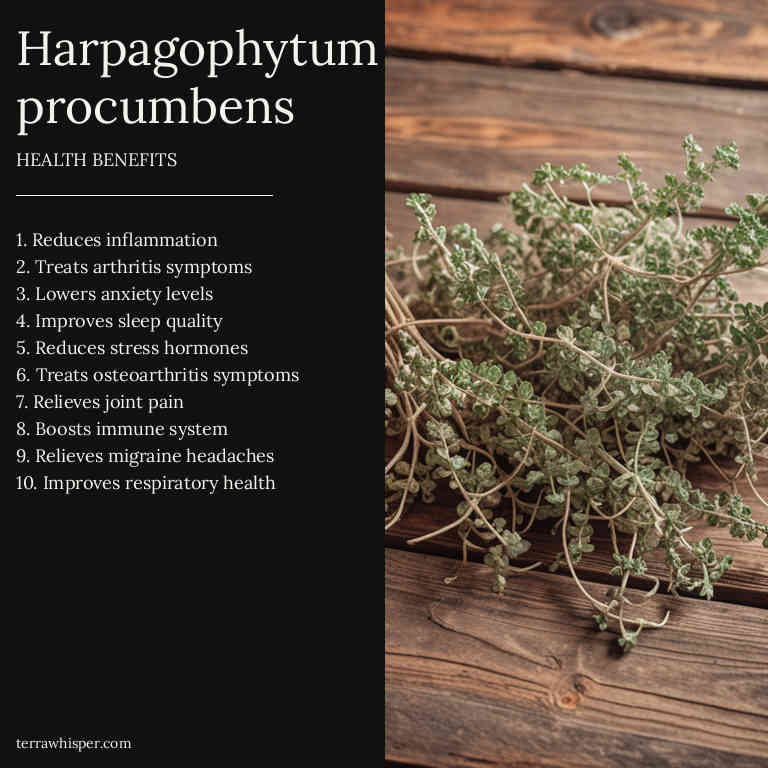 Harpagophytum
procumbens
HEALTH BENEFITS
1. Reduces inflammation
2. Treats arthritis symptoms
3. Lowers anxiety levels
4. Improves sleep quality
5. Reduces stress hormones
6. Treats osteoarthritis symptoms
7. Relieves joint pain
8. Boosts immune system
9. Relieves migraine headaches
10. Improves respiratory health
terrawhisper.com